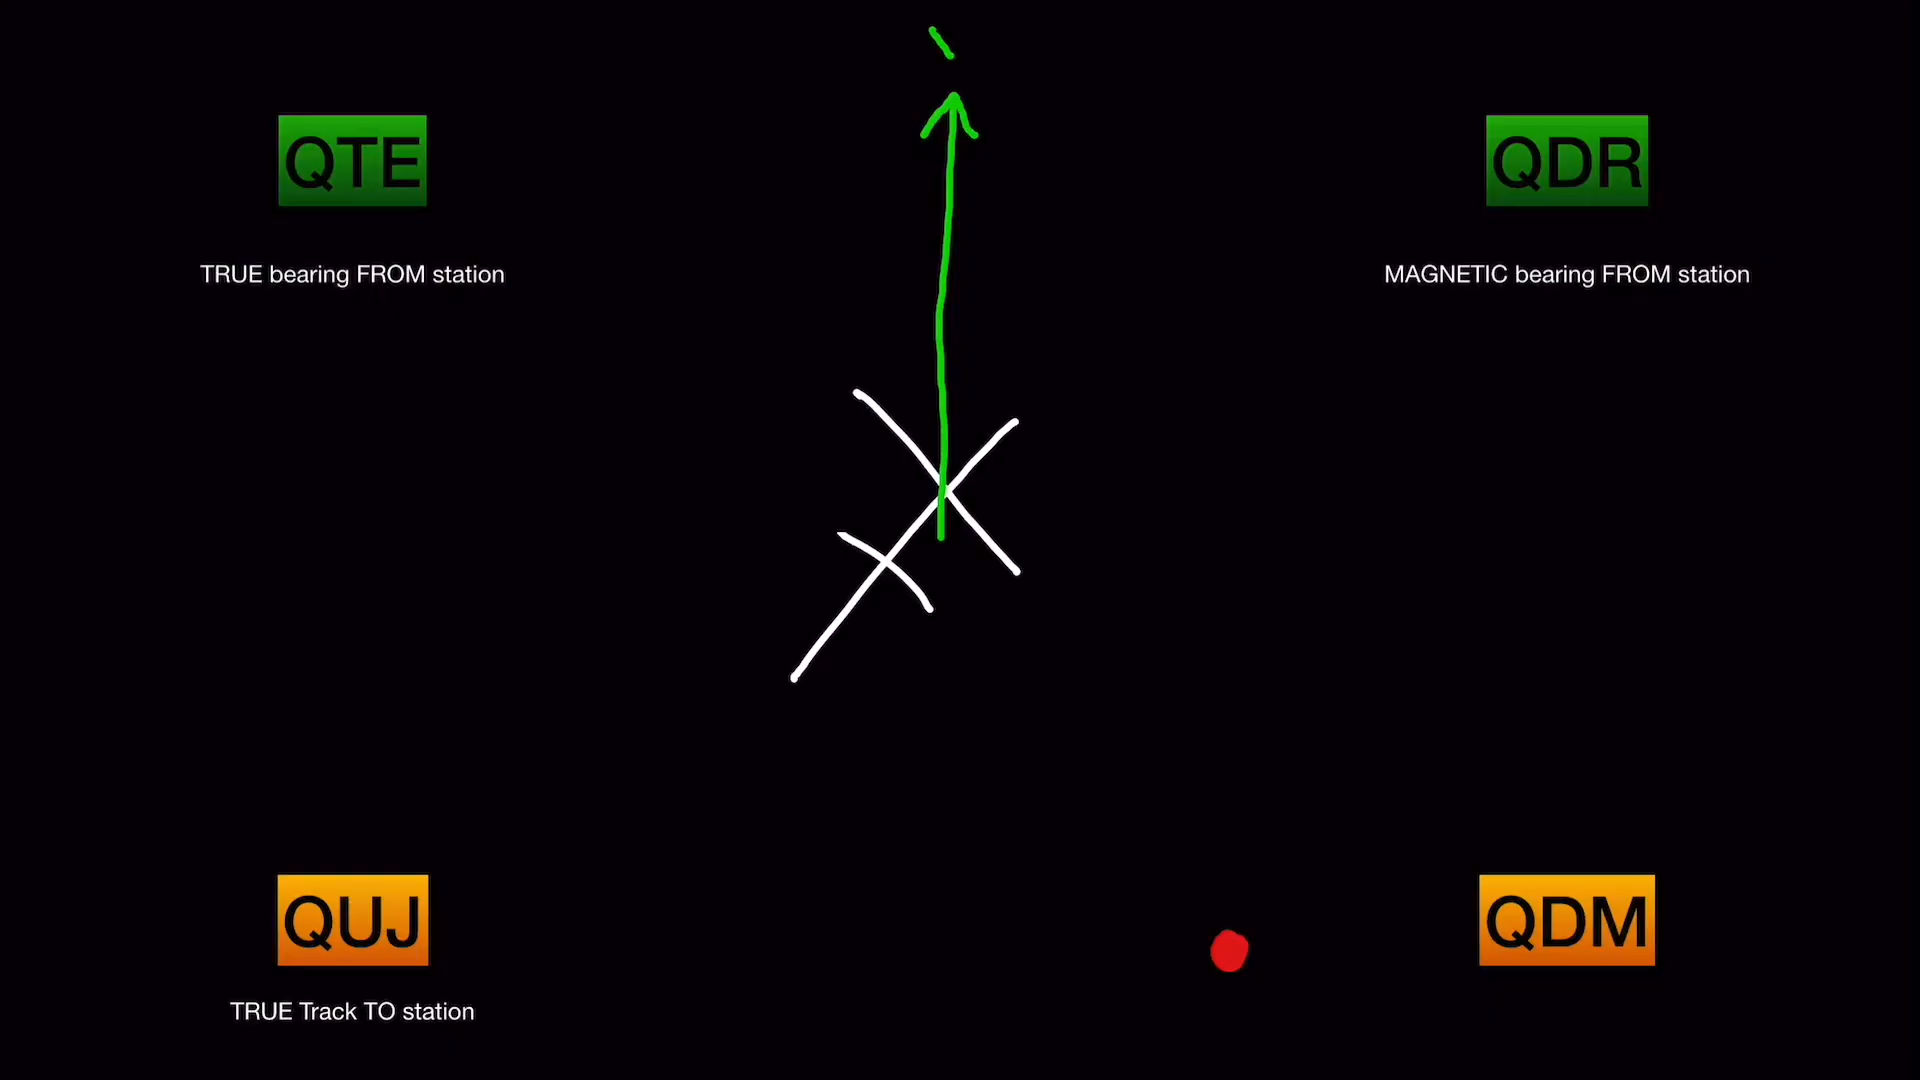 QTE
TRUE bearing FROM station
QDR
MAGNETIC bearing FROM station
QUJ
TRUE Track TO station
QDM